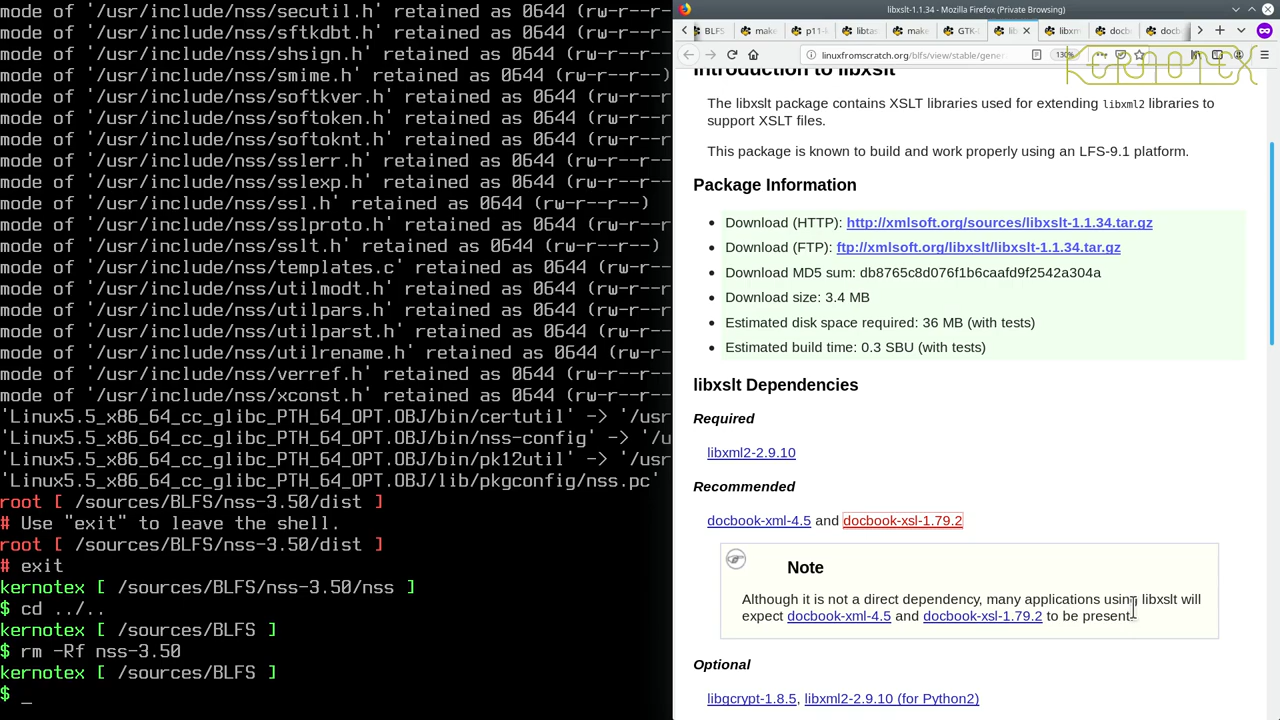 mode of '/usr/include/nss/secutil.h' retained as 0644 (rw-r--r--)
mode of '/usr/include/nss/sftkdbt.h' retained as 0644 (rw-r--r--)
mode of '/usr/include/nss/shsign.h' retained as 0644 (rw-r--r--)
mode of '/usr/include/nss/smime.h' retained as 0644 (rw-r--r--)
mode of '/usr/include/nss/softkver.h' retained as 0644 (rw-r--r-
mode of '/usr/include/nss/softoken.h' retained as 0644 (rw-r--r-
mode of '/usr/include/nss/softoknt.h' retained as 0644 (rw-r--r-
mode of '/usr/include/nss/sslerr.h' retained as 0644 (rw-r--r--)
mode of '/usr/include/nss/sslexp.h' retained as 0644 (rw-r--r--)
mode of '/usr/include/nss/ssl.h' retained as 0644 (rw-r--r--)
mode of '/usr/include/nss/sslproto.h' retained as 0644 (rw-r--r-
mode of '/usr/include/nss/sslt.h' retained as 0644 (rw-r--r--)
mode of '/usr/include/nss/templates.c' retained as 0644 (rw-r--r
mode of '/usr/include/nss/utilmodt.h' retained as 0644 (rw-r--r-
mode of '/usr/include/nss/utilpars.h' retained as 0644 (rw-r--r-
mode of '/usr/include/nss/utilparst.h' retained as 0644 (rw-r--r
mode of '/usr/include/nss/utilrename.h' retained as 0644 (rw-r--
mode of '/usr/include/nss/verref.h' retained as 0644 (rw-r--r--)
mode of '/usr/include/nss/xconst.h' retained as 0644 (rw-r--r--)
'Linux5.5_x86_64_cc_glibc_PTH_64_OPT.OBJ/bin/certutil' -> '/usr
'Linux5.5_x86_64_cc_glibc_PTH_64_OPT.OBJ/bin/nss-config' -> '/u
'Linux5.5_x86_64_cc_glibc_PTH_64_OPT.OBJ/bin/pk12util' -> '/usr
'Linux5.5_x86_64_cc_glibc_PTH_64_OPT.OBJ/lib/pkgconfig/nss.pc'
root [ /sources/BLFS/nss-3.50/dist ]
# Use "exit" to leave the shell.
root [ /sources/BLFS/nss-3.50/dist ]
# exit
kernotex [ /sources/BLFS/nss-3.50/nss ]
$ cd ../..
kernotex [ /sources/BLFS ]
$ rm -Rf nss-3.50
kernotex [ /sources/BLFS ]
$ _
libxslt-1.1.34 - Mozilla Firefox (Private Browsing)
BLFS make p11-k libtas make GTK- lib libxm docb docb
linuxfromscratch.org/blfs/view/stable/gener 130%
KERNOTEX
Introduction to libxslt
The libxslt package contains XSLT libraries used for extending libxml2 libraries to
support XSLT files.
This package is known to build and work properly using an LFS-9.1 platform.
Package Information
• Download (HTTP): http://xmlsoft.org/sources/libxslt-1.1.34.tar.gz
• Download (FTP): ftp://xmlsoft.org/libxslt/libxslt-1.1.34.tar.gz
• Download MD5 sum: db8765c8d076f1b6caafd9f2542a304a
• Download size: 3.4 MB
• Estimated disk space required: 36 MB (with tests)
• Estimated build time: 0.3 SBU (with tests)
libxslt Dependencies
Required
libxml2-2.9.10
Recommended
docbook-xml-4.5 and docbook-xsl-1.79.2
Note
Although it is not a direct dependency, many applications using libxslt will
expect docbook-xml-4.5 and docbook-xsl-1.79.2 to be present.
Optional
libgcrypt-1.8.5, libxml2-2.9.10 (for Python2)